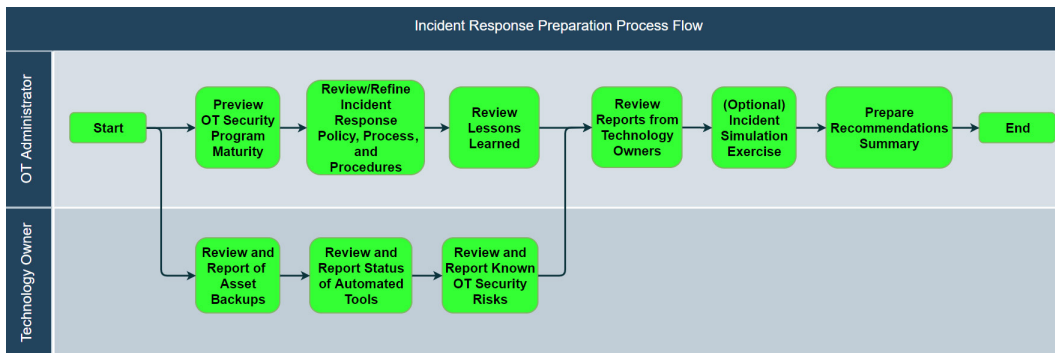 Incident Response Preparation Process Flow
OT Administrator
Start
Preview
OT Security
Program
Maturity
Review/Refine
Incident
Response
Policy, Process,
and
Procedures
Review
Lessons
Learned
Review
Reports from
Technology
Owners
(Optional)
Incident
Simulation
Exercise
Prepare
Recommendations
Summary
End
Technology Owner
Review and
Report of
Asset
Backups
Review and
Report Status
of Automated
Tools
Review and
Report Known
OT Security
Risks